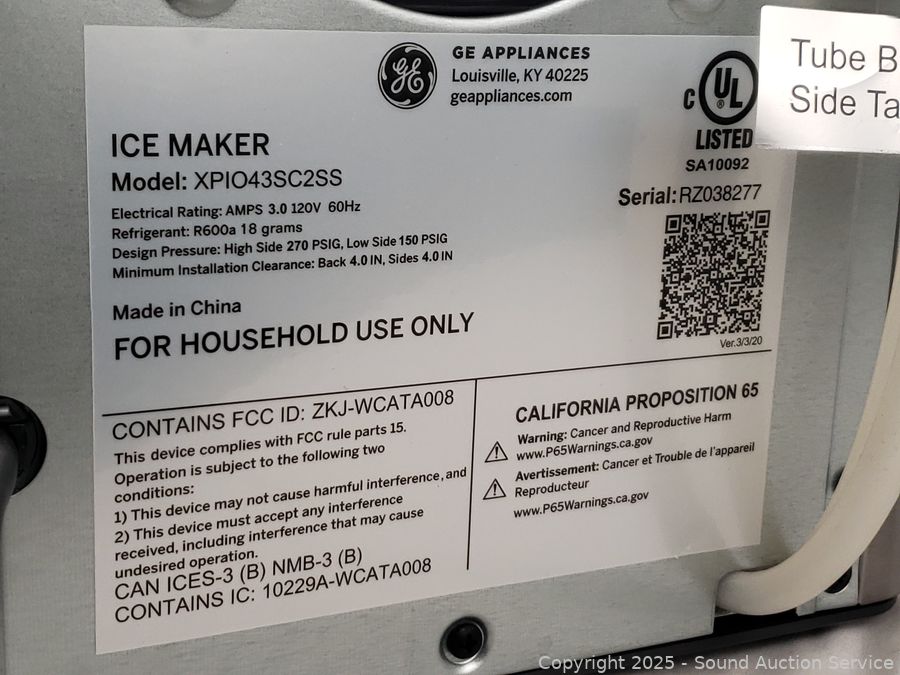 GE APPLIANCES
Louisville, KY 40225
geappliances.com
GE
C UL ®
LISTED
SA10092
Tube B
Side Ta
ICE MAKER
Model: XPIO43SC2SS
Serial: RZ038277
Electrical Rating: AMPS 3.0 120V 60Hz
Refrigerant: R600a 18 grams
Design Pressure: High Side 270 PSIG, Low Side 150 PSIG
Minimum Installation Clearance: Back 4.0 IN, Sides 4.0 IN
Made in China
FOR HOUSEHOLD USE ONLY
Ver.3/3/20
CONTAINS FCC ID: ZKJ-WCATA008
This device complies with FCC rule parts 15.
Operation is subject to the following two
conditions:
1) This device may not cause harmful interference, and
2) This device must accept any interference
received, including interference that may cause
undesired operation.
CAN ICES-3 (B) NMB-3 (B)
CONTAINS IC: 10229A-WCATA008
CALIFORNIA PROPOSITION 65
Warning: Cancer and Reproductive Harm
www.P65Warnings.ca.gov
Avertissement: Cancer et Trouble de l'appareil
Reproducteur
www.P65Warnings.ca.gov
Copyright 2025 - Sound Auction Service